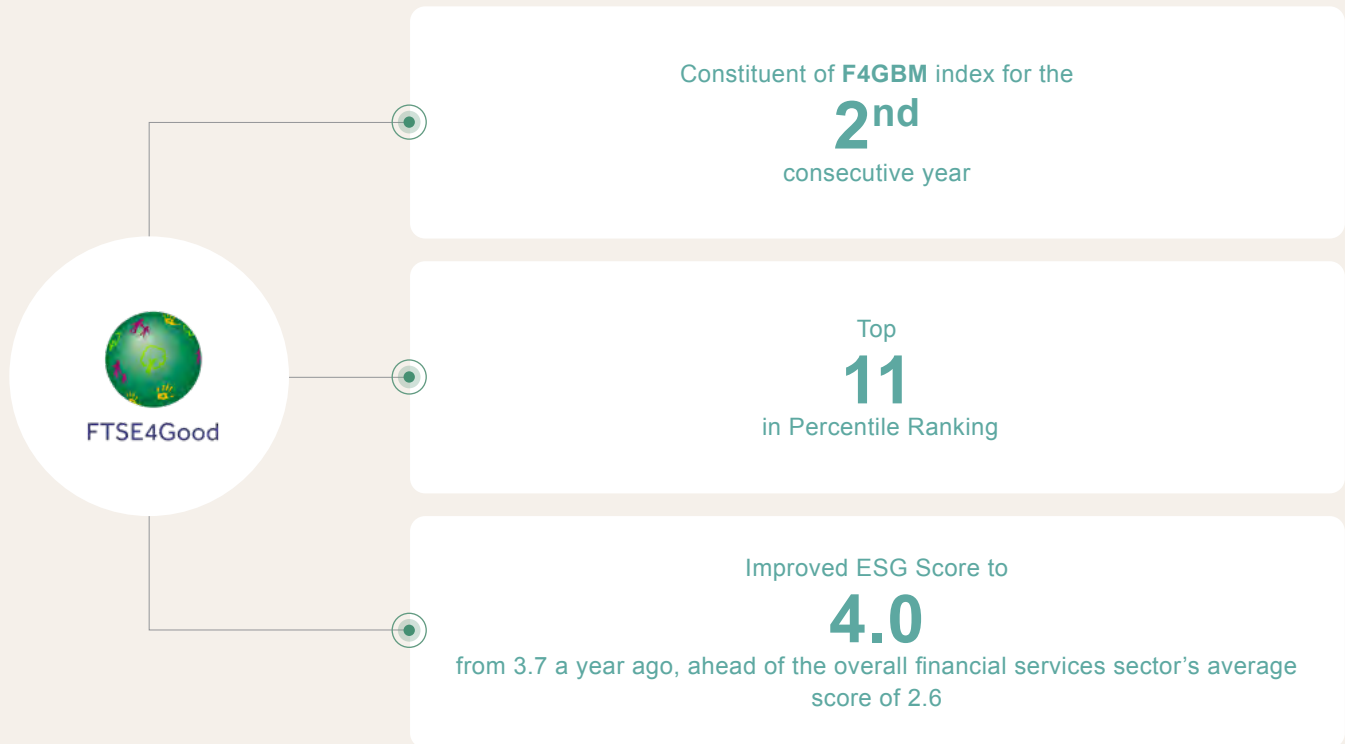 Constituent of F4GBM index for the
2nd
consecutive year
FTSE4Good
Top
11
in Percentile Ranking
Improved ESG Score to
4.0
from 3.7 a year ago, ahead of the overall financial services sector’s average
score of 2.6